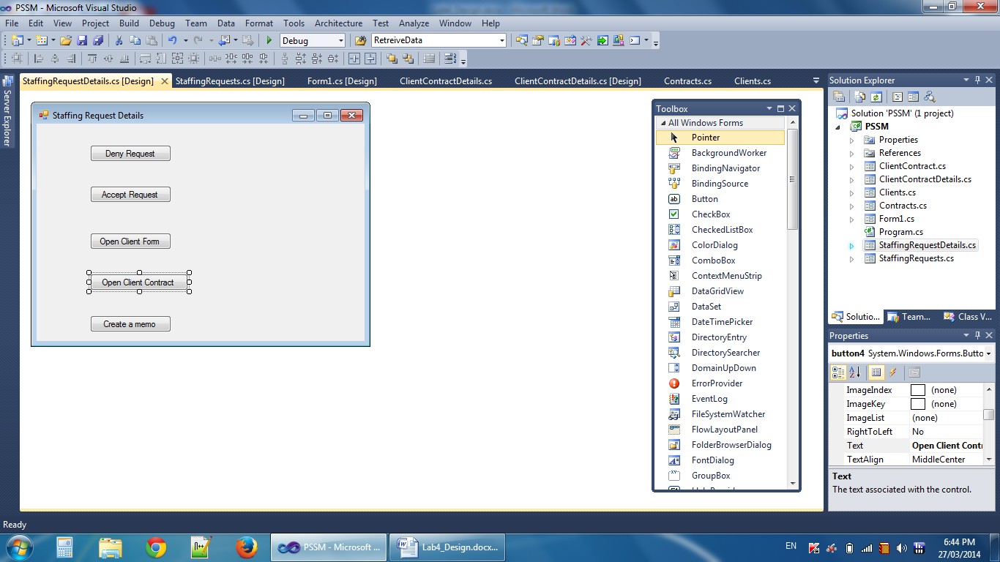 PSSM - Microsoft Visual Studio
File Edit View Project Build Debug Team Data Format Tools Architecture Test Analyze Window Help
Debug RetreiveData
StaffingRequestDetails.cs [Design] StaffingRequests.cs [Design] Form1.cs [Design] ClientContractDetails.cs ClientContractDetails.cs [Design] Contracts.cs Clients.cs
Server Explorer
Staffing Request Details
Deny Request
Accept Request
Open Client Form
Open Client Contract
Create a memo
Toolbox
All Windows Forms
Pointer
BackgroundWorker
BindingNavigator
BindingSource
Button
CheckBox
CheckedListBox
ColorDialog
ComboBox
ContextMenuStrip
DataGridView
DataSet
DateTimePicker
DirectoryEntry
DirectorySearcher
DomainUpDown
ErrorProvider
EventLog
FileSystemWatcher
FlowLayoutPanel
FolderBrowserDialog
FontDialog
GroupBox
Solution Explorer
Solution 'PSSM' (1 project)
PSSM
Properties
References
ClientContract.cs
ClientContractDetails.cs
Clients.cs
Contracts.cs
Form1.cs
Program.cs
StaffingRequestDetails.cs
StaffingRequests.cs
Solutio... Team... Class V...
Properties
button4 System.Windows.Forms.Butto
ImageIndex (none)
ImageKey (none)
ImageList (none)
RightToLeft No
Text Open Client Contr
TextAlign MiddleCenter
Text
The text associated with the control.
Ready
PSSM - Microsoft ... Lab4_Design.docx... EN 6:44 PM
27/03/2014